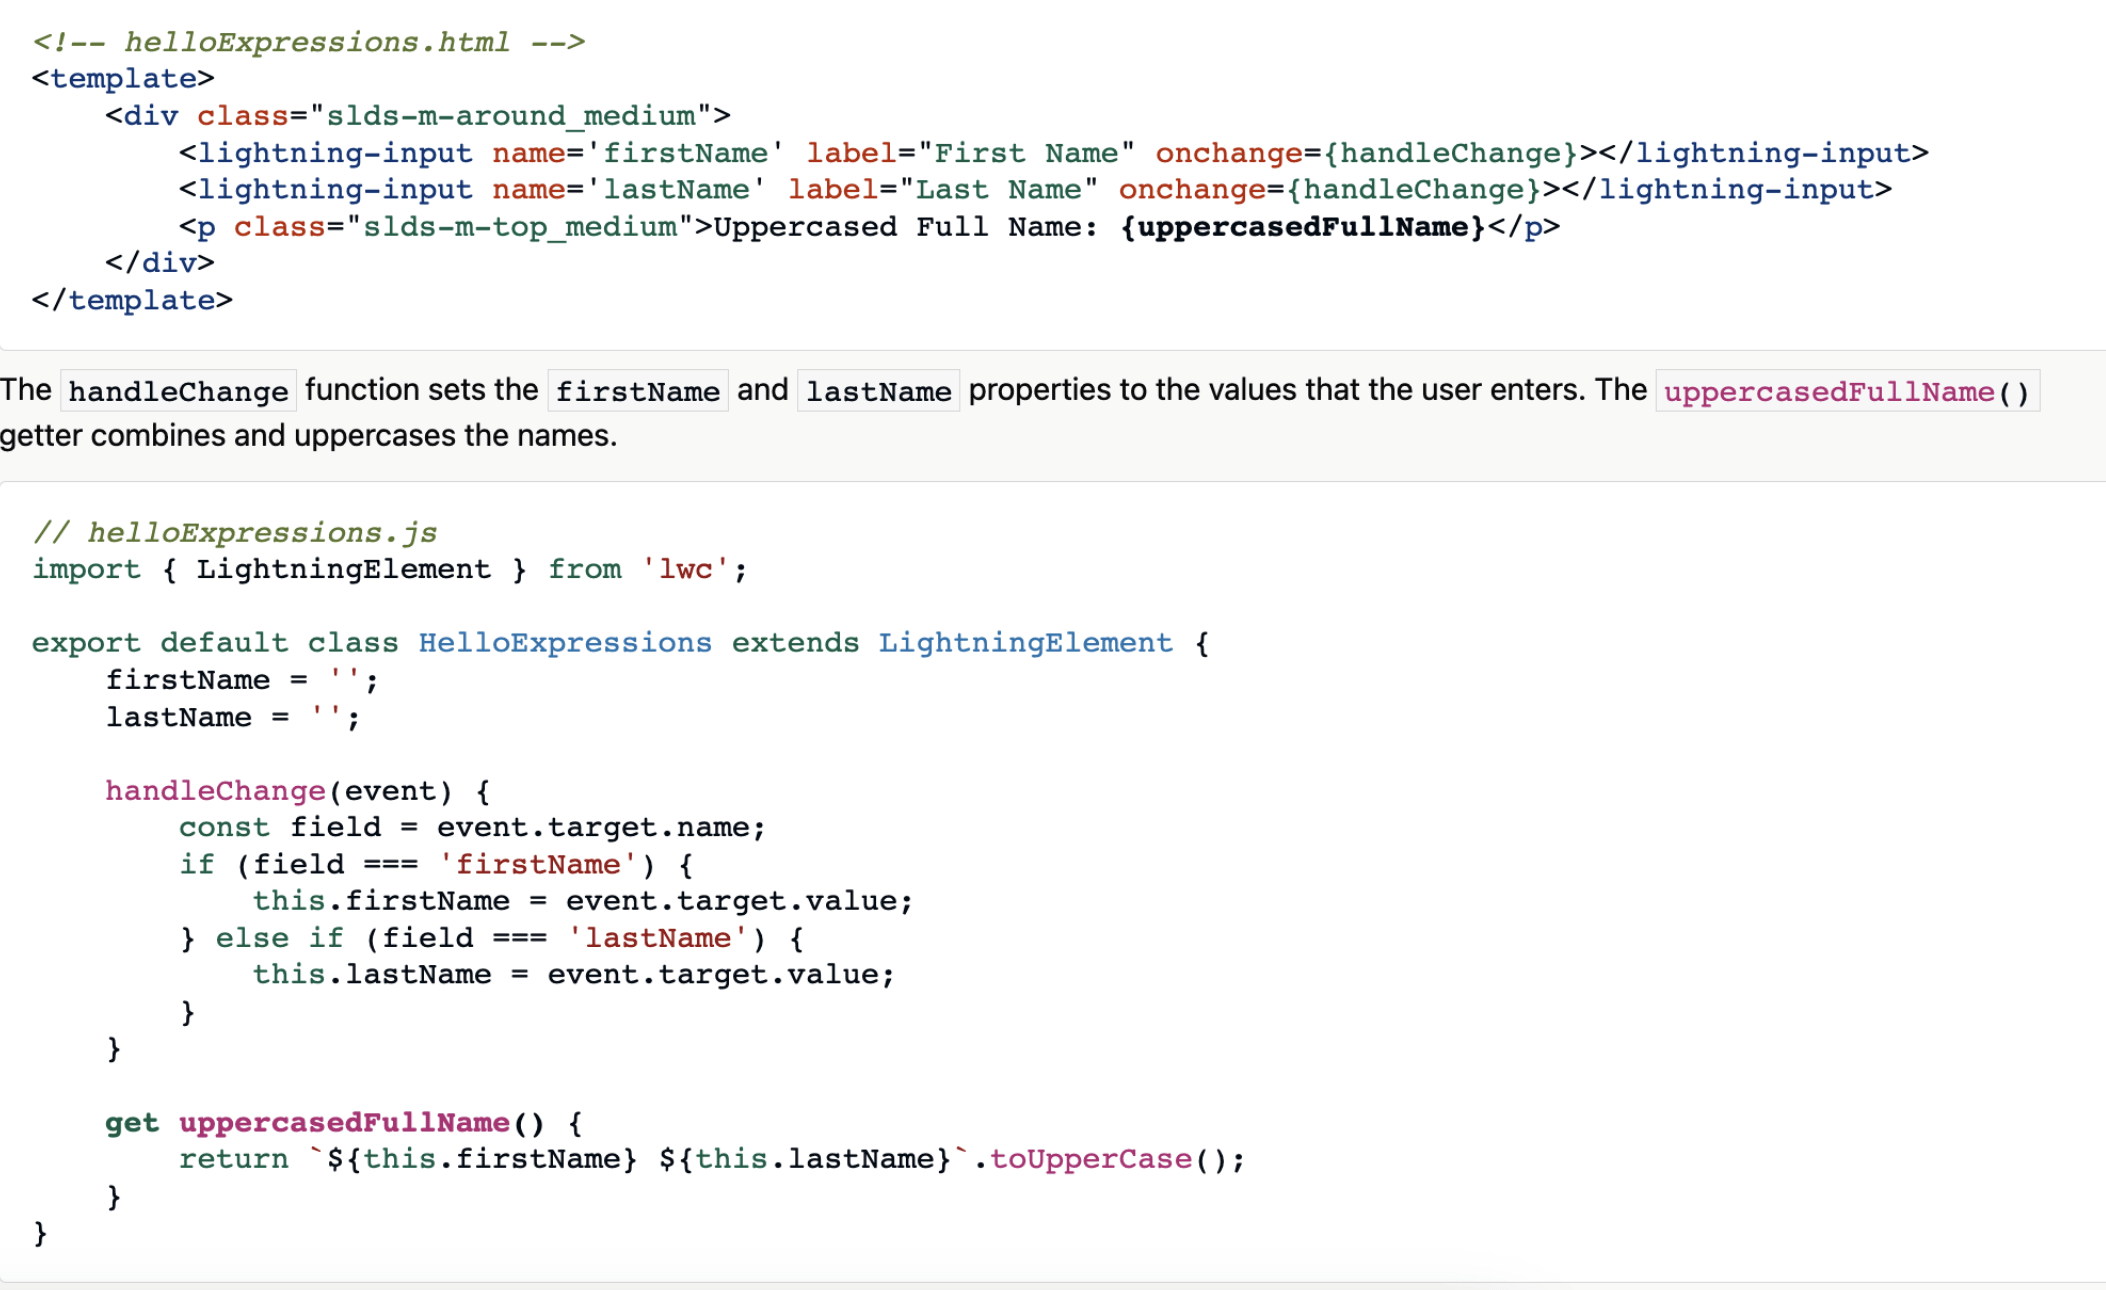 <!-- helloExpressions.html -->
<template>
    <div class="slds-m-around_medium">
        <lightning-input name='firstName' label="First Name" onchange={handleChange}></lightning-input>
        <lightning-input name='lastName' label="Last Name" onchange={handleChange}></lightning-input>
        <p class="slds-m-top_medium">Uppercased Full Name: {uppercasedFullName}</p>
    </div>
</template>
The handleChange function sets the firstName and lastName properties to the values that the user enters. The uppercasedFullName()
getter combines and uppercases the names.
// helloExpressions.js
import { LightningElement } from 'lwc';
export default class HelloExpressions extends LightningElement {
    firstName = '';
    lastName = '';
    handleChange(event) {
        const field = event.target.name;
        if (field === 'firstName') {
            this.firstName = event.target.value;
        } else if (field === 'lastName') {
            this.lastName = event.target.value;
        }
    }
    get uppercasedFullName() {
        return `${this.firstName} ${this.lastName}`.toUpperCase();
    }
}